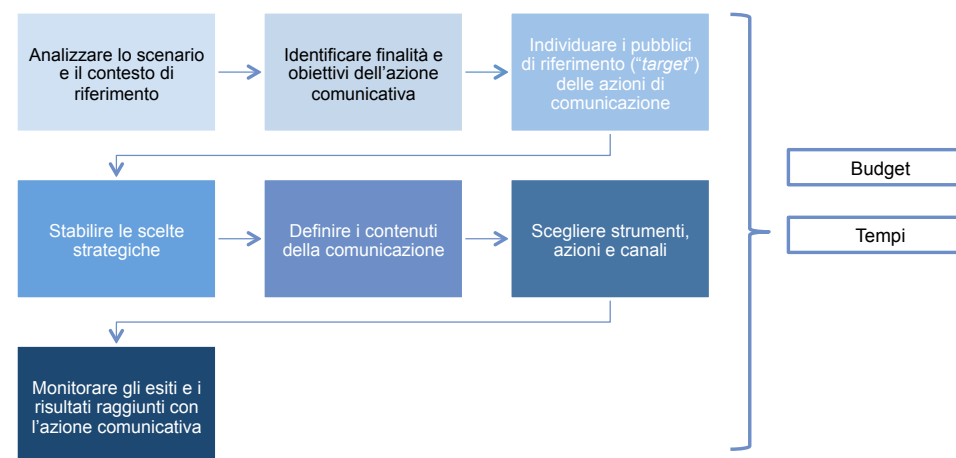 Analizzare lo scenario
e il contesto di
riferimento
Identificare finalità e
obiettivi dell'azione
comunicativa
Individuare i pubblici
di riferimento (“target”)
delle azioni di
comunicazione
Stabilire le scelte
strategiche
Definire i contenuti
della comunicazione
Scegliere strumenti,
azioni e canali
Monitorare gli esiti e i
risultati raggiunti con
l'azione comunicativa
Budget
Tempi